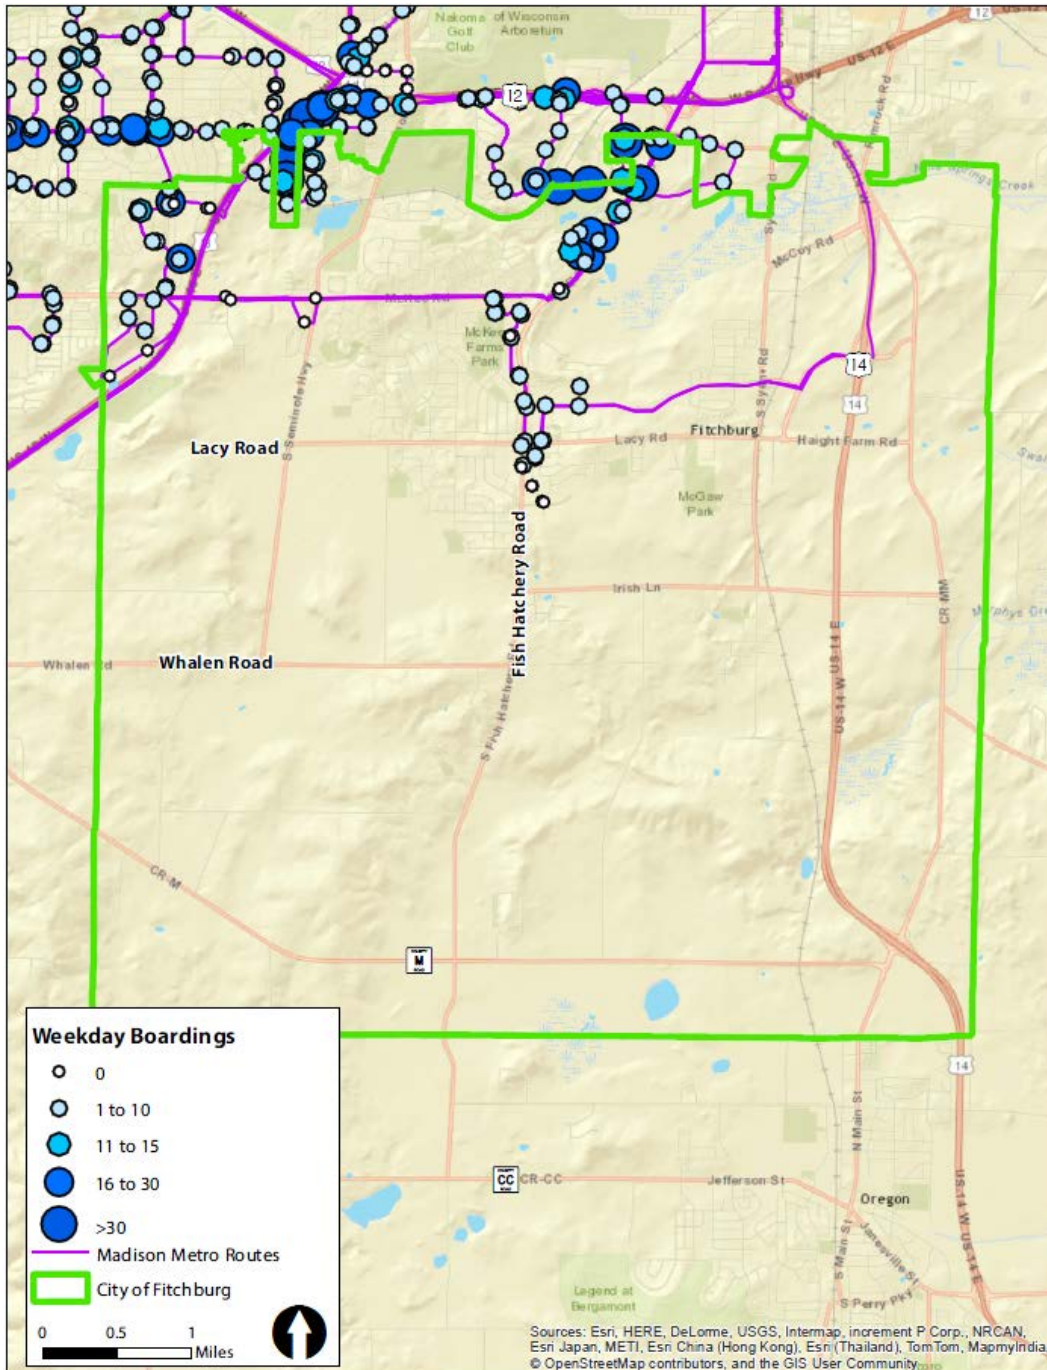 Nakoma of Wisconsin
Golf Arboretum
Club
12
US-12 E
12
W Beltline Hwy
Rimrock Rd
Springs Creek
McCoy Rd
McKee Rd
McKee
Farms
Park
S Seminole Hwy
S Syene Rd
14
14
Lacy Road
Lacy Rd
Fitchburg
Haight Farm Rd
McGaw
Park
Fish Hatchery Road
Irish Ln
CR-MM
Whalen Rd
Whalen Road
S Fish Hatchery Rd
US-14 W US-14 E
CR-M
M
14
Weekday Boardings
0
1 to 10
11 to 15
16 to 30
>30
Madison Metro Routes
City of Fitchburg
0 0.5 1
Miles
N Main St
CC
CR-CC
Jefferson St
Oregon
US-14 W US-14 E
S Main St
Janesville St
S Perry Pky
Legend at
Bergamont
Sources: Esri, HERE, DeLorme, USGS, Intermap, increment P Corp., NRCAN,
Esri Japan, METI, Esri China (Hong Kong), Esri (Thailand), TomTom, MapmyIndia,
© OpenStreetMap contributors, and the GIS User Community